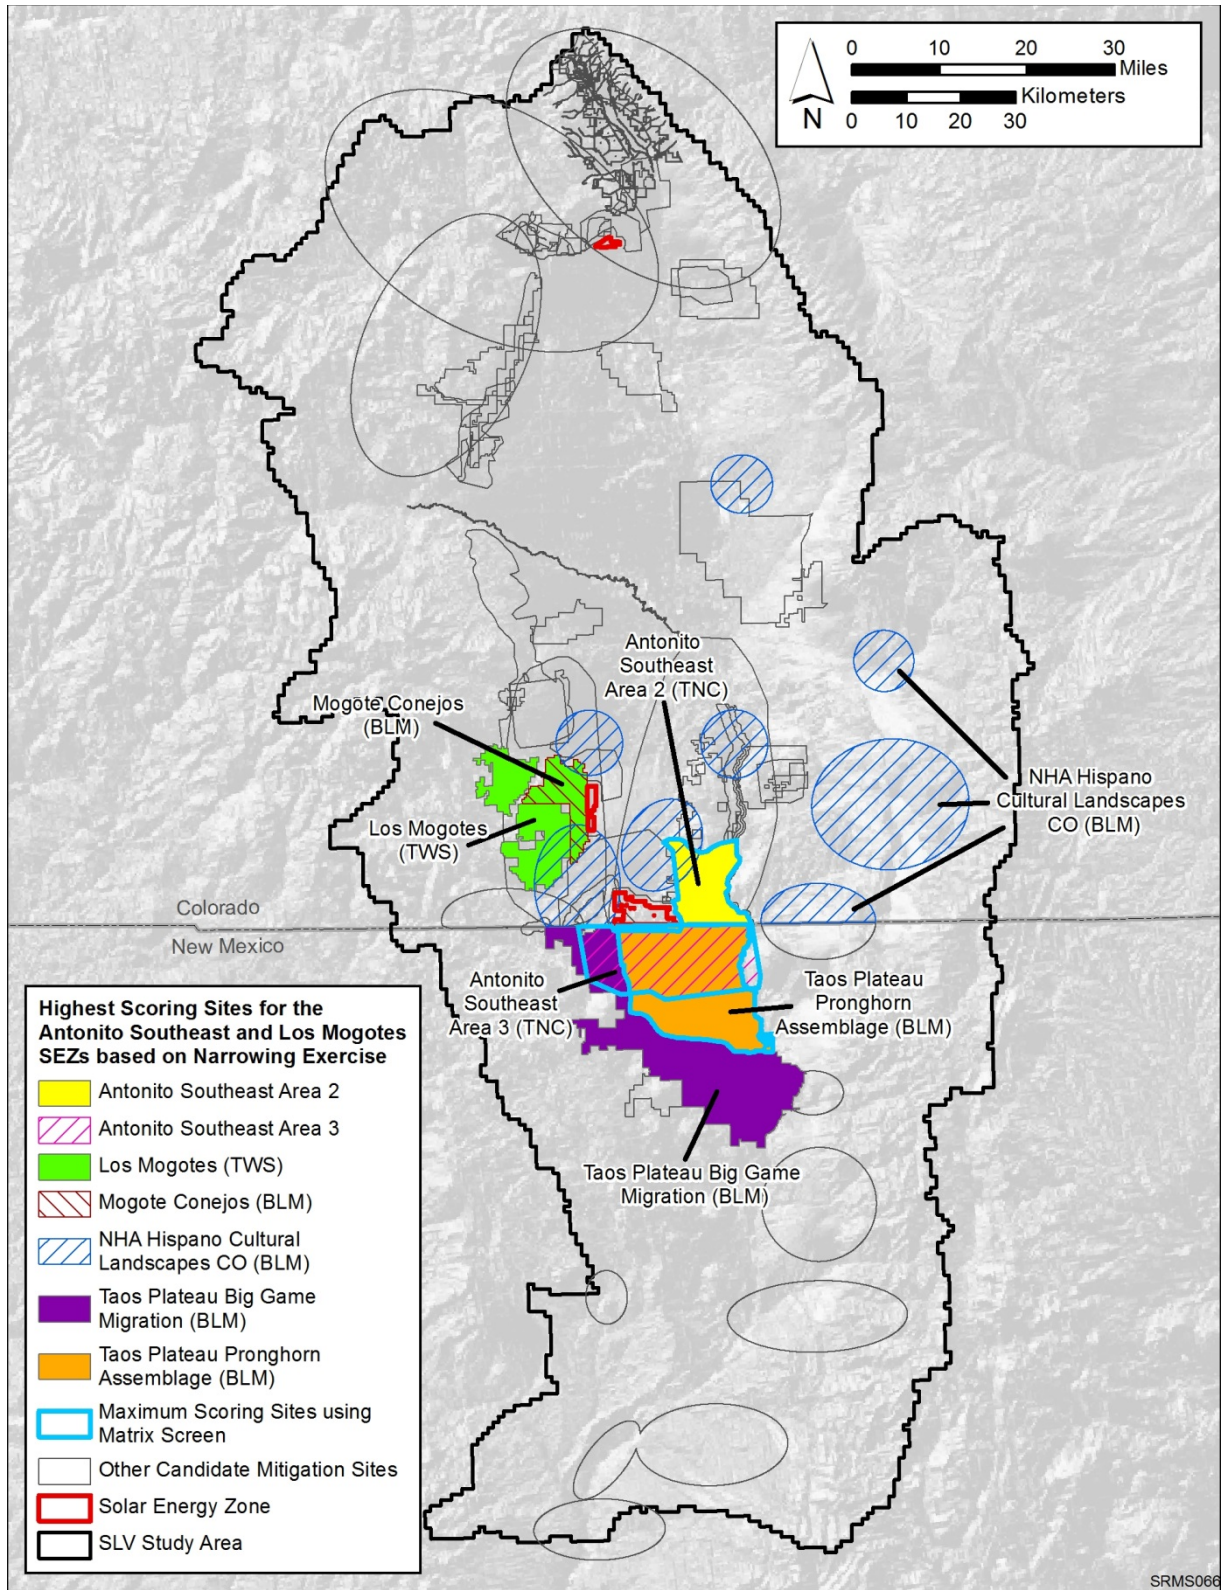 0 10 20 30
Miles
Kilometers
0 10 20 30
N
Antonito
Southeast
Area 2 (TNC)
Mogote Conejos
(BLM)
Los Mogotes
(TWS)
NHA Hispano
Cultural Landscapes
CO (BLM)
Colorado
New Mexico
Antonito
Southeast
Area 3 (TNC)
Taos Plateau
Pronghorn
Assemblage (BLM)
Taos Plateau Big Game
Migration (BLM)
Highest Scoring Sites for the
Antonito Southeast and Los Mogotes
SEZs based on Narrowing Exercise
Antonito Southeast Area 2
Antonito Southeast Area 3
Los Mogotes (TWS)
Mogote Conejos (BLM)
NHA Hispano Cultural
Landscapes CO (BLM)
Taos Plateau Big Game
Migration (BLM)
Taos Plateau Pronghorn
Assemblage (BLM)
Maximum Scoring Sites using
Matrix Screen
Other Candidate Mitigation Sites
Solar Energy Zone
SLV Study Area
SRMS066